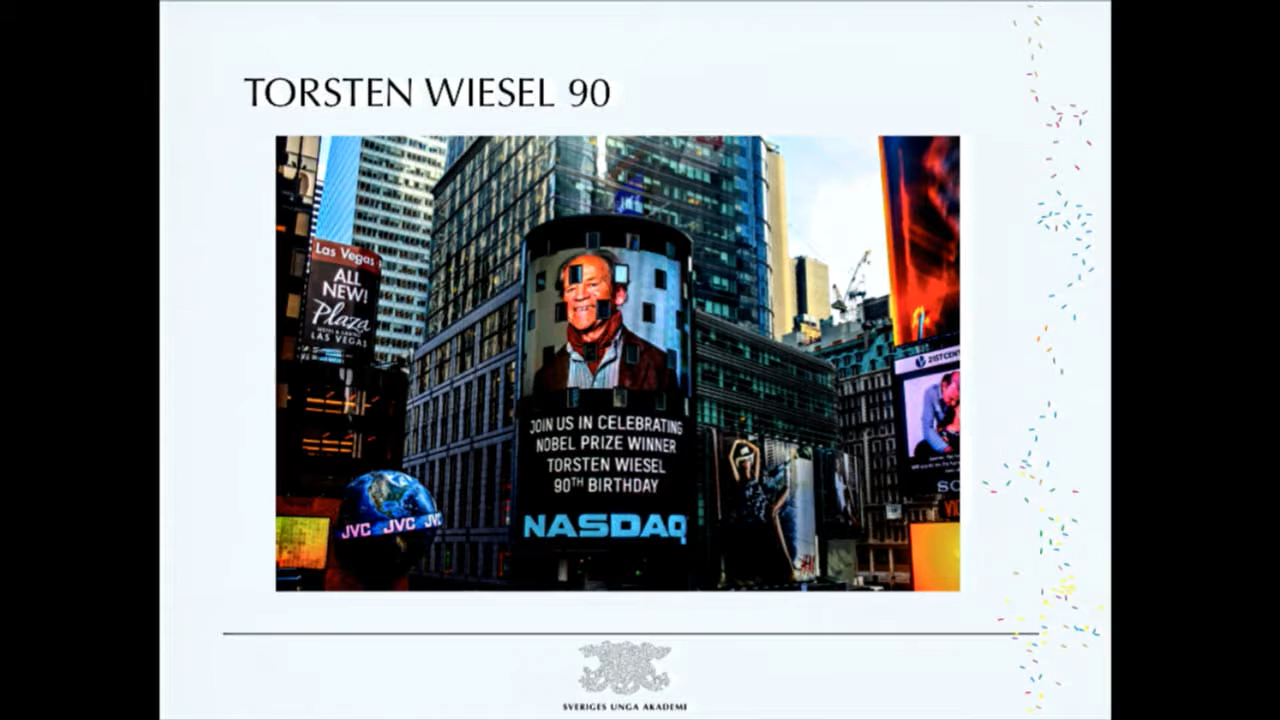 TORSTEN WIESEL 90
Las Vegas
ALL
NEW!
Plaza
LAS VEGAS
JOIN US IN CELEBRATING
NOBEL PRIZE WINNER
TORSTEN WIESEL
90TH BIRTHDAY
NASDAQ
JVC JVC JVC
21STCEN
SVERIGES UNGA AKADEMI